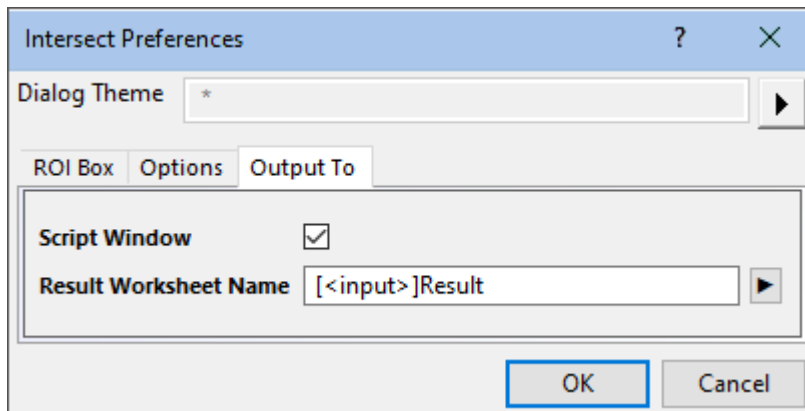 Intersect Preferences ?
Dialog Theme *
ROI Box Options Output To
Script Window
Result Worksheet Name [<input>]Result
OK Cancel